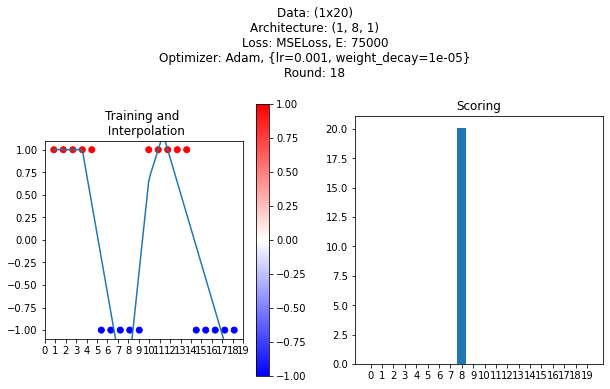 Data: (1x20)
Architecture: (1, 8, 1)
Loss: MSELoss, E: 75000
Optimizer: Adam, {lr=0.001, weight_decay=1e-05}
Round: 18
Training and
Interpolation
1.00
0.75
0.50
0.25
0.00
−0.25
−0.50
−0.75
−1.00
0 1 2 3 4 5 6 7 8 9 10 11 12 13 14 15 16 17 18 19
1.00
0.75
0.50
0.25
0.00
−0.25
−0.50
−0.75
−1.00
Scoring
20.0
17.5
15.0
12.5
10.0
7.5
5.0
2.5
0.0
0 1 2 3 4 5 6 7 8 9 10 11 12 13 14 15 16 17 18 19